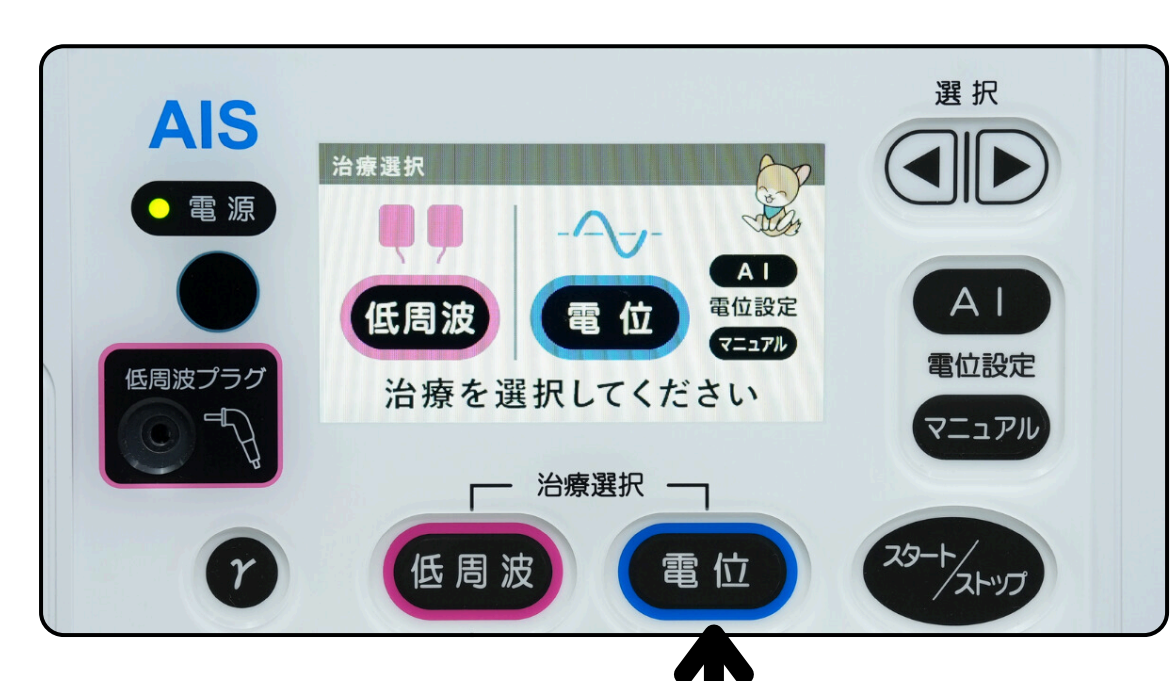 AIS
電源
低周波プラグ
γ
治療選択
低周波
電位
AI
電位設定
マニュアル
治療を選択してください
治療選択
低周波
電位
選択
AI
電位設定
マニュアル
スタート/ストップ